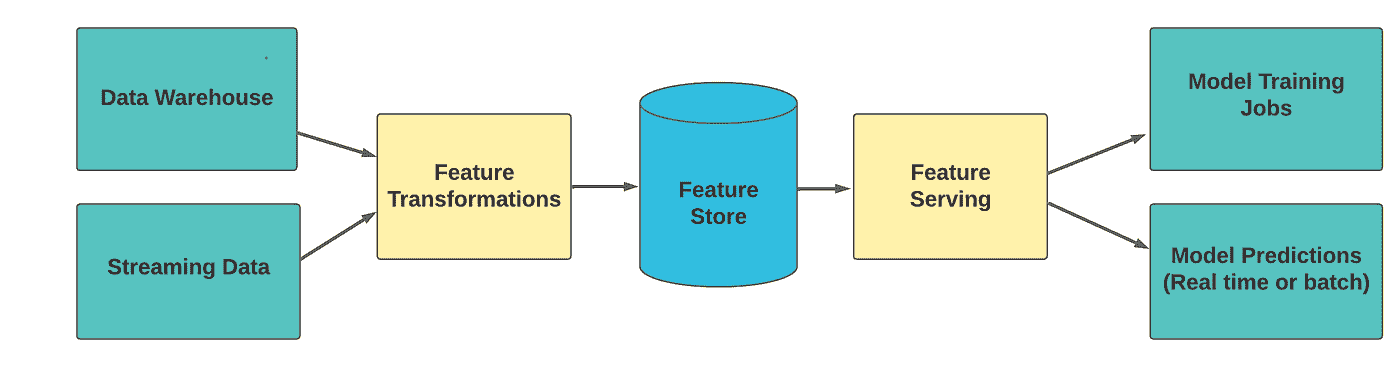 Data Warehouse
Streaming Data
Feature
Transformations
Feature
Store
Feature
Serving
Model Training
Jobs
Model Predictions
(Real time or batch)